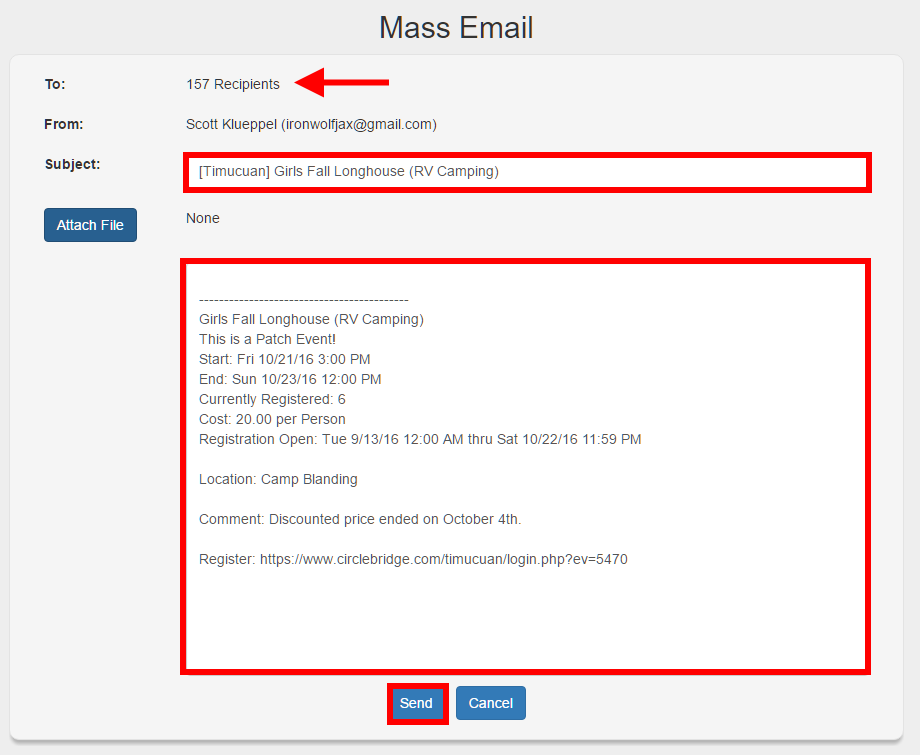 Mass Email
To: 157 Recipients
From: Scott Klueppel (ironwolfjax@gmail.com)
Subject: [Timucuan] Girls Fall Longhouse (RV Camping)
Attach File None
------------------------------------------
Girls Fall Longhouse (RV Camping)
This is a Patch Event!
Start: Fri 10/21/16 3:00 PM
End: Sun 10/23/16 12:00 PM
Currently Registered: 6
Cost: 20.00 per Person
Registration Open: Tue 9/13/16 12:00 AM thru Sat 10/22/16 11:59 PM
Location: Camp Blanding
Comment: Discounted price ended on October 4th.
Register: https://www.circlebridge.com/timucuan/login.php?ev=5470
Send Cancel